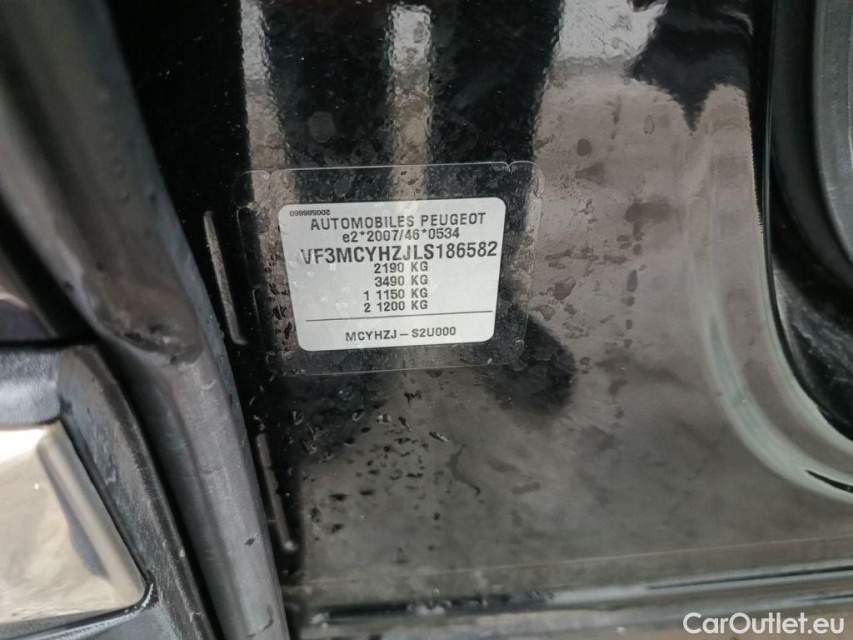 AUTOMOBILES PEUGEOT
e2*2007/46*0534
VF3MCYHZJLS186582
2190 KG
3490 KG
1 1150 KG
2 1200 KG
MCYHZJ – S2U000
CarOutlet.eu